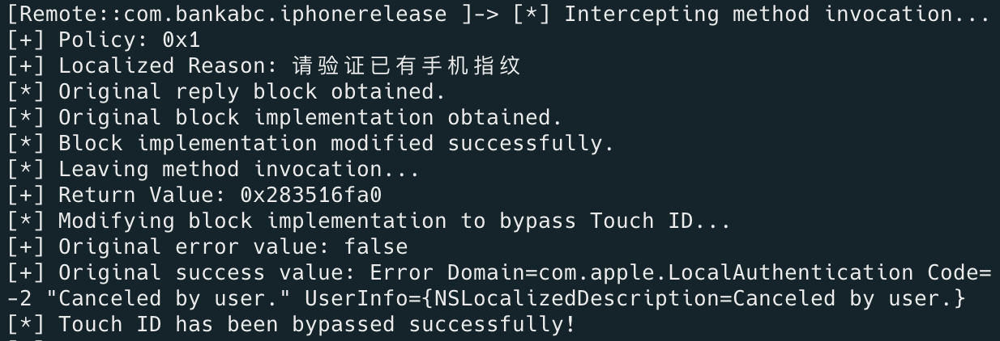 [Remote::com.bankabc.iphonerelease ]-> [*] Intercepting method invocation...
[+] Policy: 0x1
[+] Localized Reason: 请验证已有手机指纹
[*] Original reply block obtained.
[*] Original block implementation obtained.
[*] Block implementation modified successfully.
[*] Leaving method invocation...
[+] Return Value: 0x283516fa0
[*] Modifying block implementation to bypass Touch ID...
[+] Original error value: false
[+] Original success value: Error Domain=com.apple.LocalAuthentication Code=
-2 "Canceled by user." UserInfo={NSLocalizedDescription=Canceled by user.}
[*] Touch ID has been bypassed successfully!